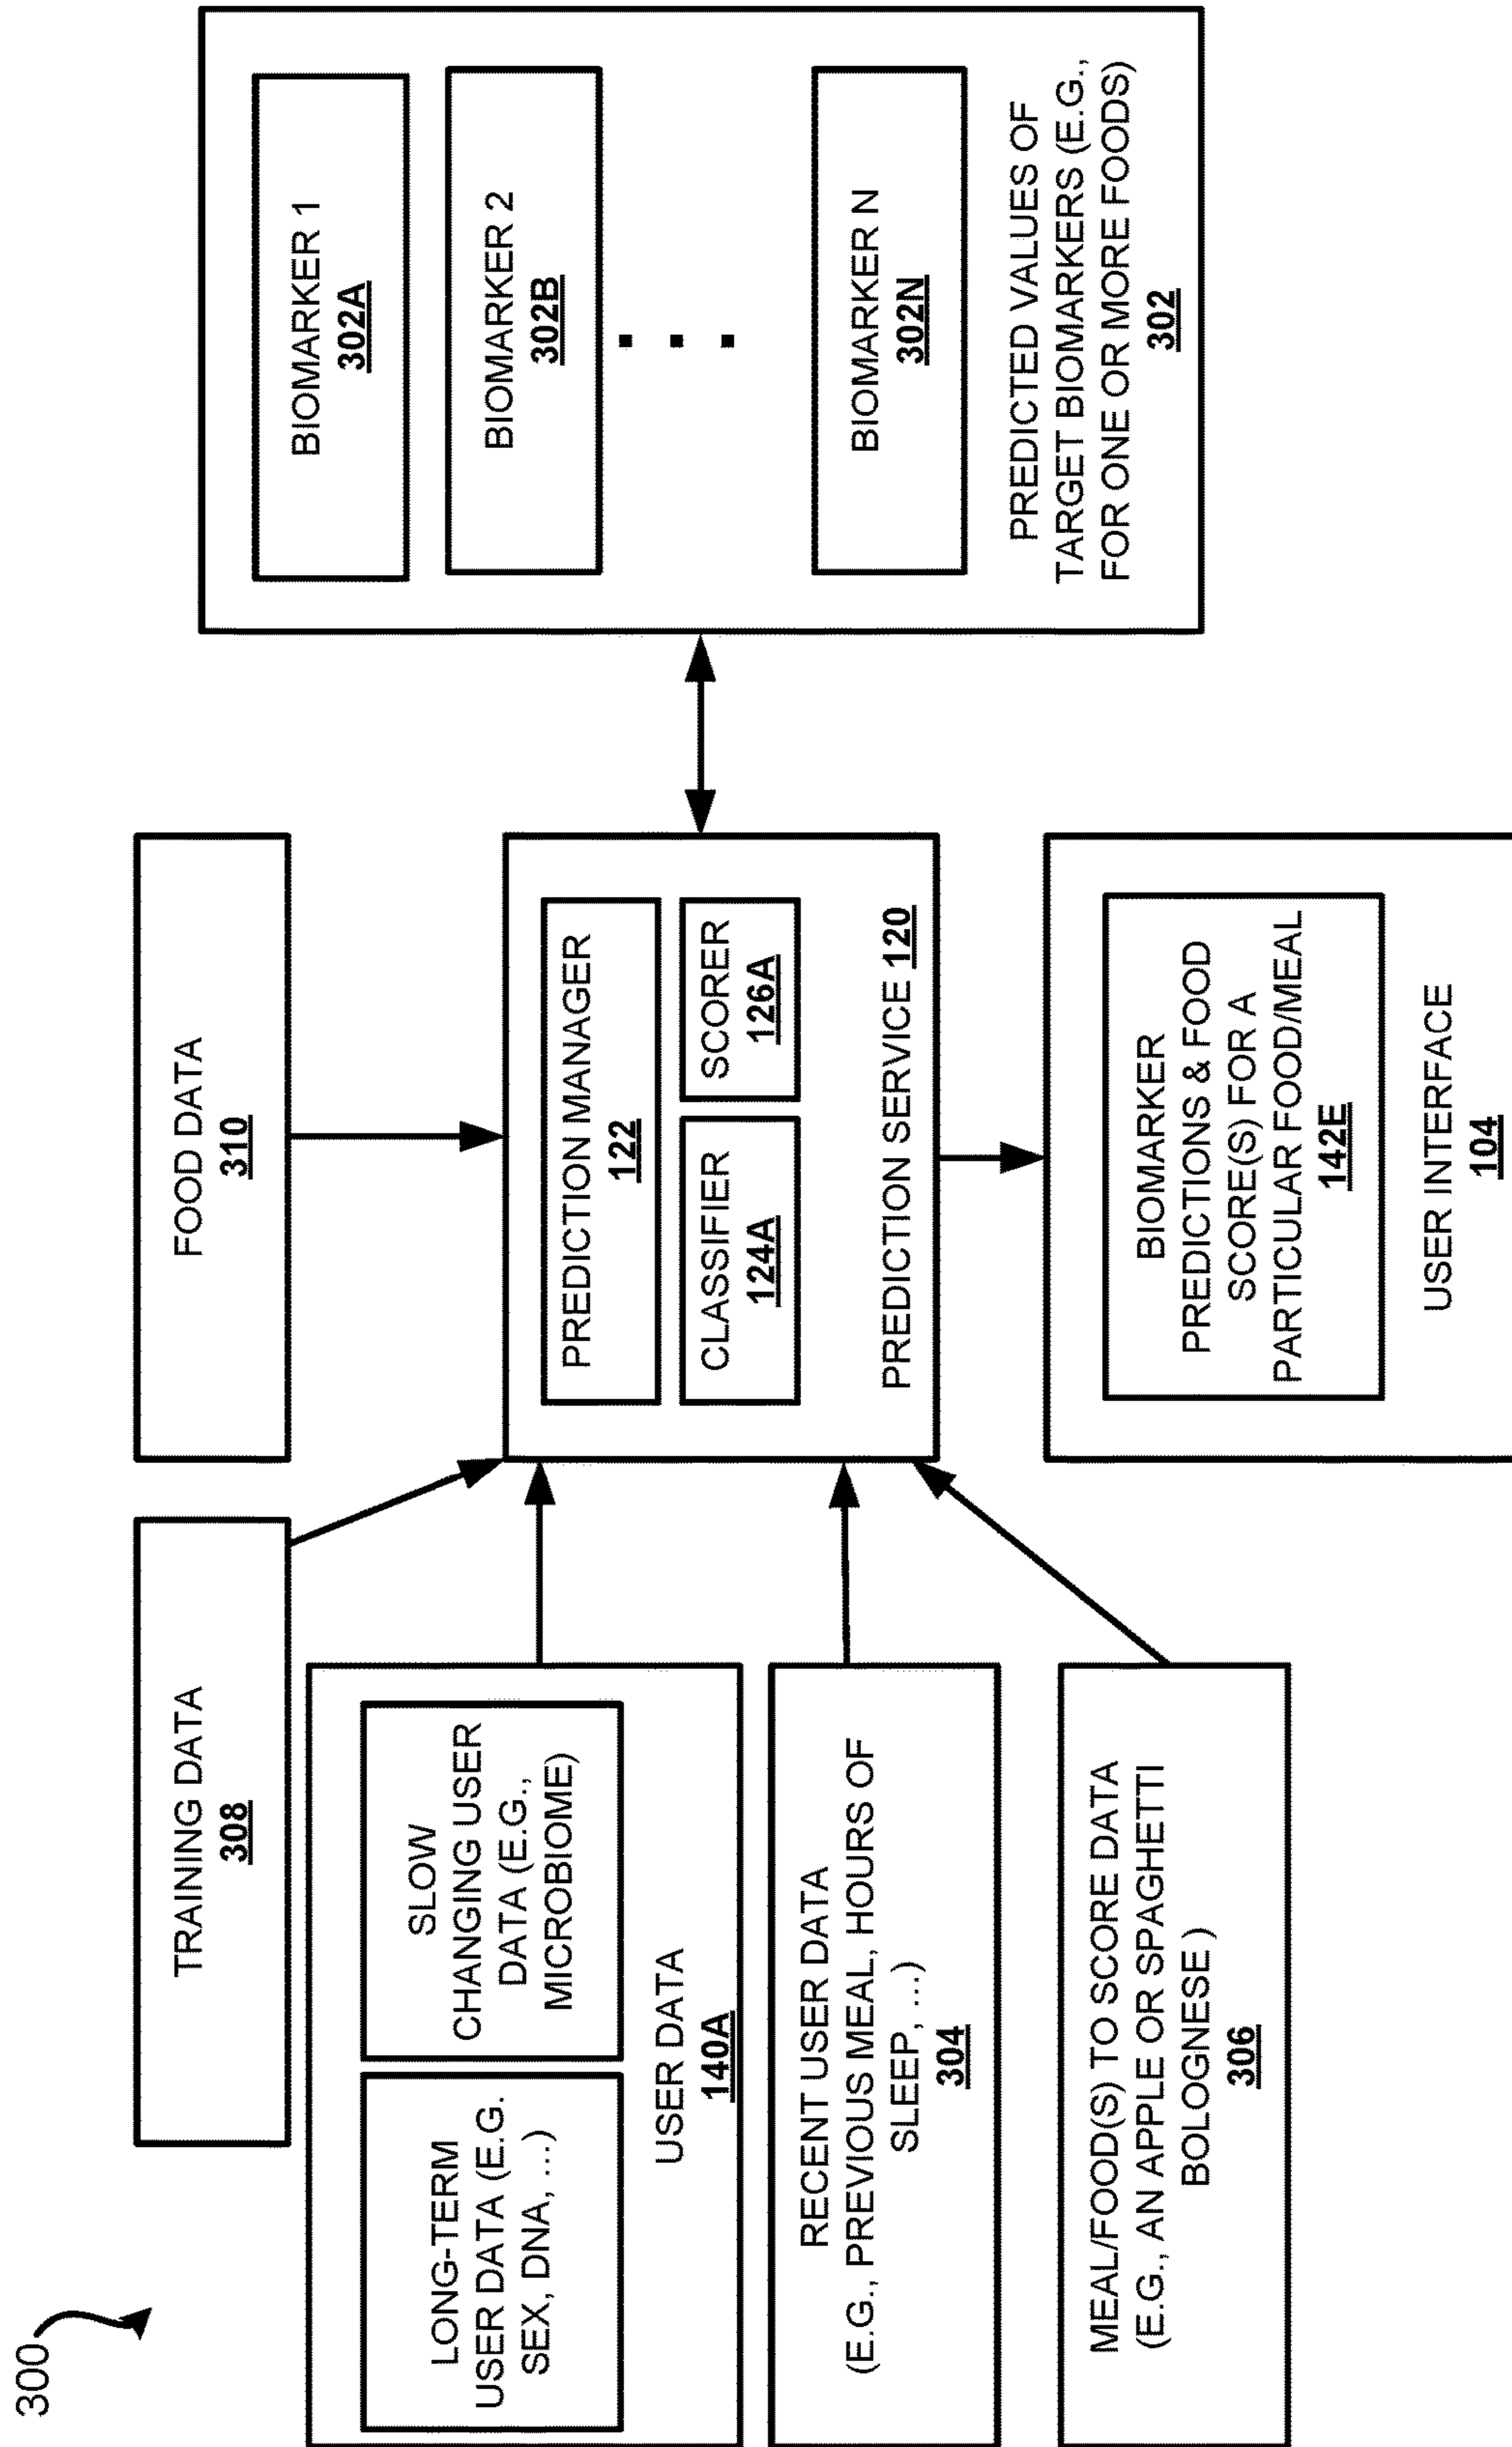 300
TRAINING DATA
308
LONG-TERM
USER DATA (E.G.
SEX, DNA, ...)
SLOW
CHANGING USER
DATA (E.G.,
MICROBIOME)
USER DATA
140A
RECENT USER DATA
(E.G., PREVIOUS MEAL, HOURS OF
SLEEP, ...)
304
MEAL/FOOD(S) TO SCORE DATA
(E.G., AN APPLE OR SPAGHETTI
BOLOGNESE )
306
FOOD DATA
310
PREDICTION MANAGER
122
CLASSIFIER
124A
SCORER
126A
PREDICTION SERVICE 120
BIOMARKER
PREDICTIONS & FOOD
SCORE(S) FOR A
PARTICULAR FOOD/MEAL
142E
USER INTERFACE
104
BIOMARKER 1
302A
BIOMARKER 2
302B
. . .
BIOMARKER N
302N
PREDICTED VALUES OF
TARGET BIOMARKERS (E.G.,
FOR ONE OR MORE FOODS)
302